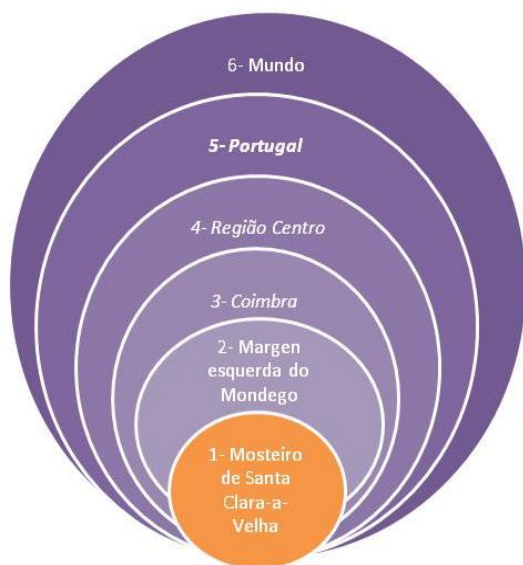 6- Mundo
5- Portugal
4- Região Centro
3- Coimbra
2- Margen
esquerda do
Mondego
1- Mosteiro
de Santa
Clara-a-
Velha